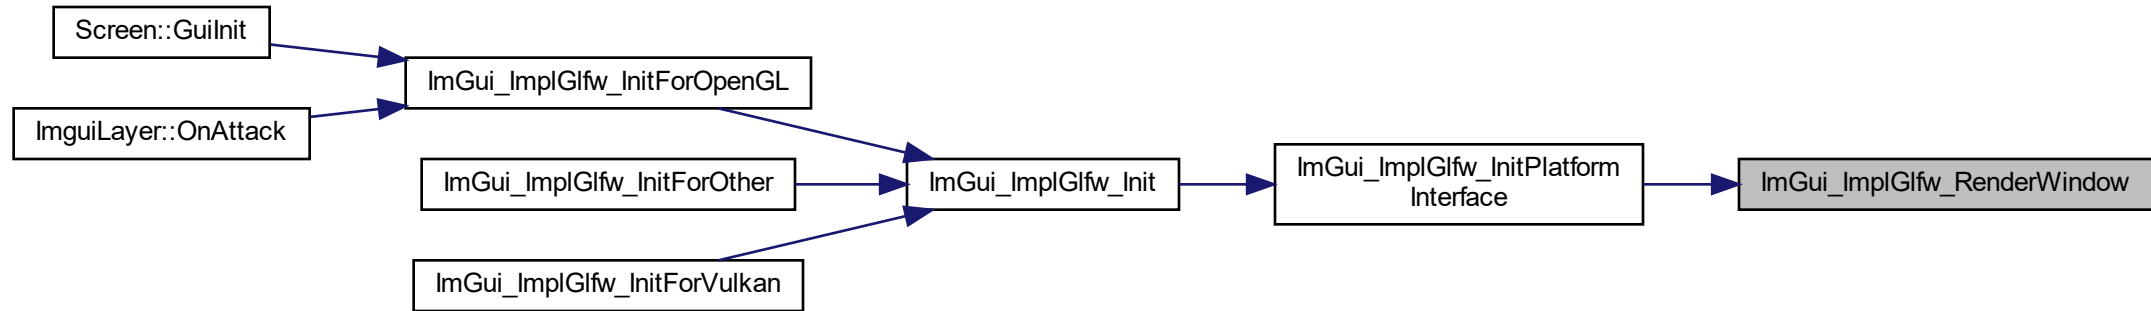 Screen::GuiInit
ImGui_ImplGlfw_InitForOpenGL
ImguiLayer::OnAttack
ImGui_ImplGlfw_InitForOther
ImGui_ImplGlfw_Init
ImGui_ImplGlfw_InitPlatform
Interface
ImGui_ImplGlfw_RenderWindow
ImGui_ImplGlfw_InitForVulkan